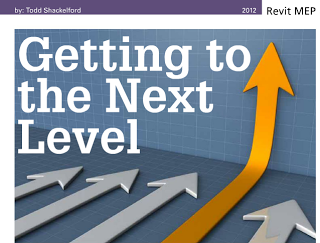 by: Todd Shackelford 2012 Revit MEP
Getting to
the Next
Level